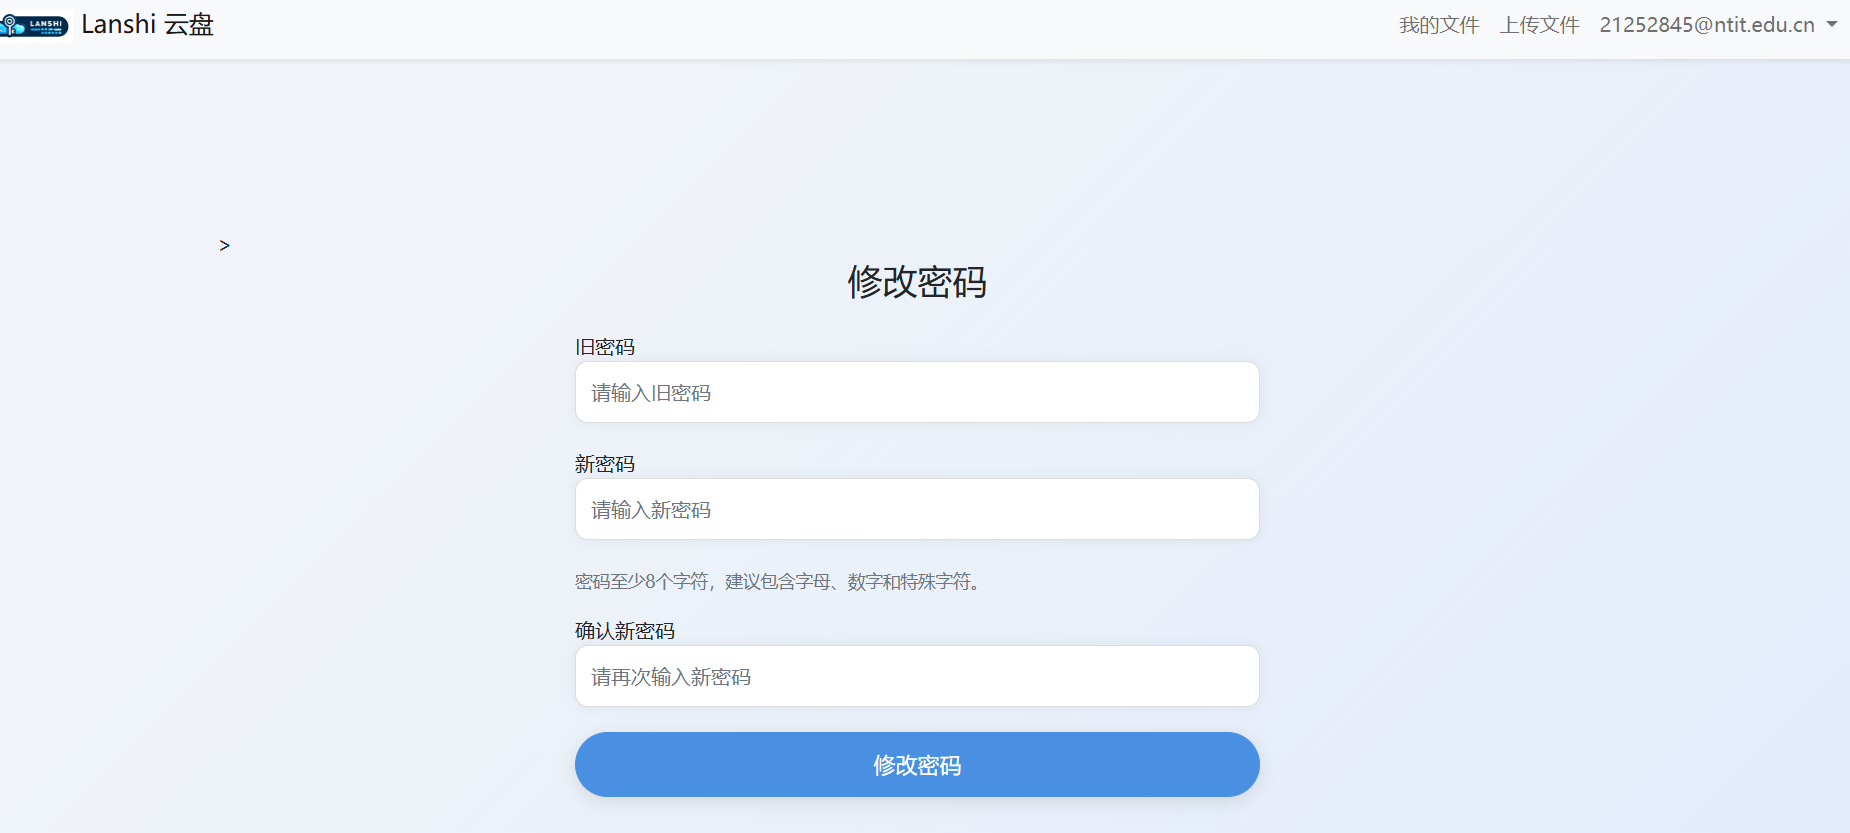 LANSHI
Lanshi 云盘
我的文件 上传文件 21252845@ntit.edu.cn
>
修改密码
旧密码
请输入旧密码
新密码
请输入新密码
密码至少8个字符，建议包含字母、数字和特殊字符。
确认新密码
请再次输入新密码
修改密码